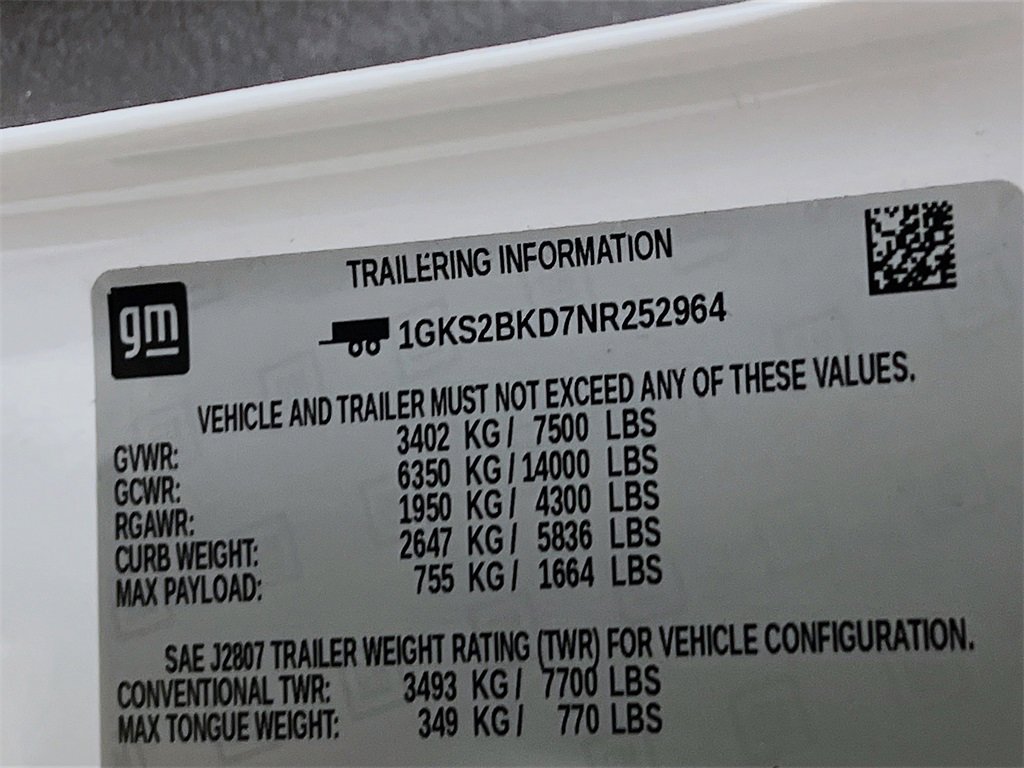 gm
TRAILERING INFORMATION
1GKS2BKD7NR252964
VEHICLE AND TRAILER MUST NOT EXCEED ANY OF THESE VALUES.
GVWR: 3402 KG / 7500 LBS
GCWR: 6350 KG / 14000 LBS
RGAWR: 1950 KG / 4300 LBS
CURB WEIGHT: 2647 KG / 5836 LBS
MAX PAYLOAD: 755 KG / 1664 LBS
SAE J2807 TRAILER WEIGHT RATING (TWR) FOR VEHICLE CONFIGURATION.
CONVENTIONAL TWR: 3493 KG / 7700 LBS
MAX TONGUE WEIGHT: 349 KG / 770 LBS